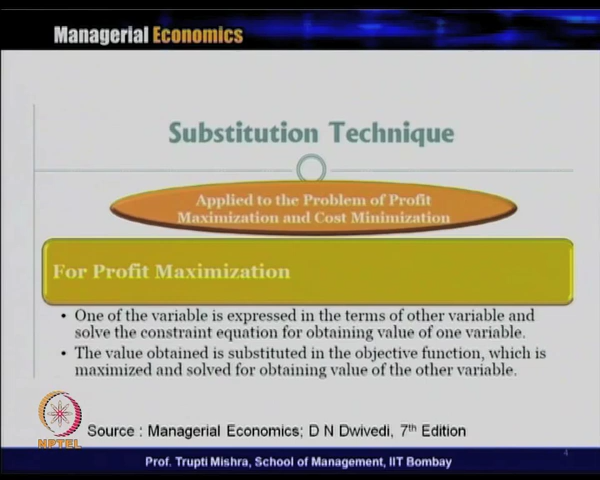 Managerial Economics
Substitution Technique
Applied to the Problem of Profit
Maximization and Cost Minimization
For Profit Maximization
• One of the variable is expressed in the terms of other variable and
solve the constraint equation for obtaining value of one variable.
• The value obtained is substituted in the objective function, which is
maximized and solved for obtaining value of the other variable.
NPTEL
Source : Managerial Economics; D N Dwivedi, 7th Edition
Prof. Trupti Mishra, School of Management, IIT Bombay
4